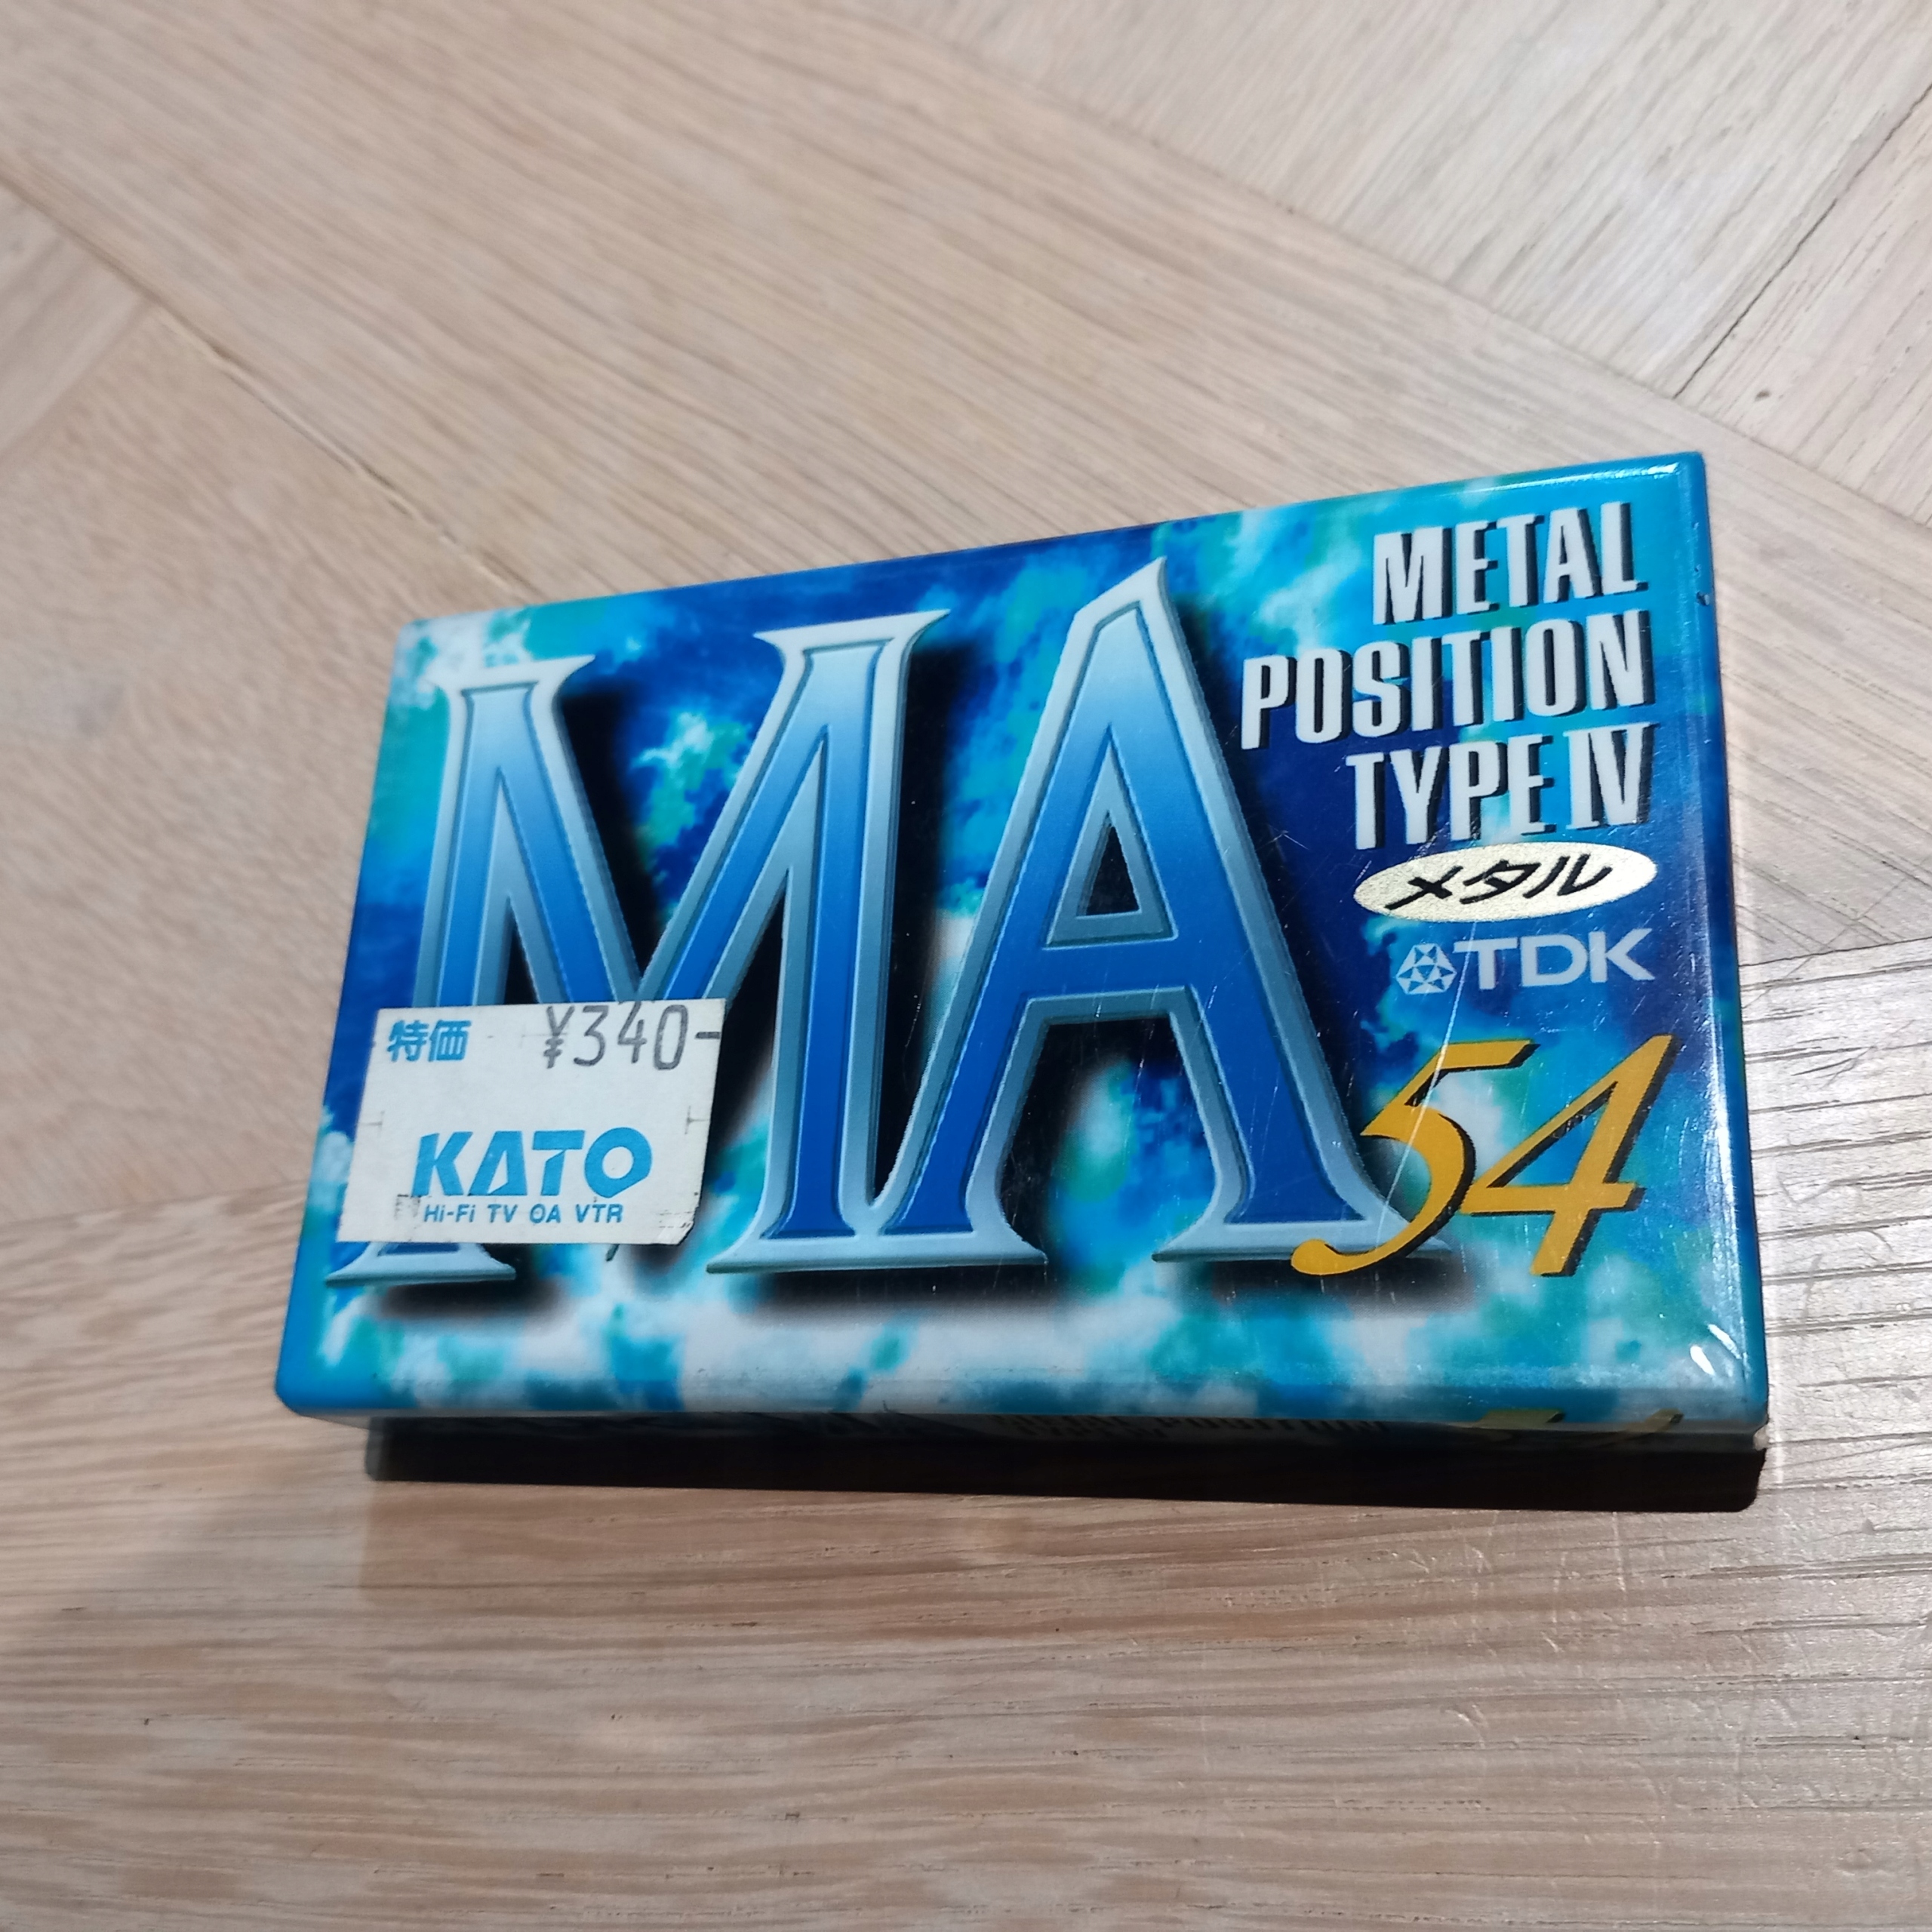 MA
METAL
POSITION
TYPE IV
メタル
TDK
54
特価 ¥340-
KATO
Hi-Fi TV OA VTR